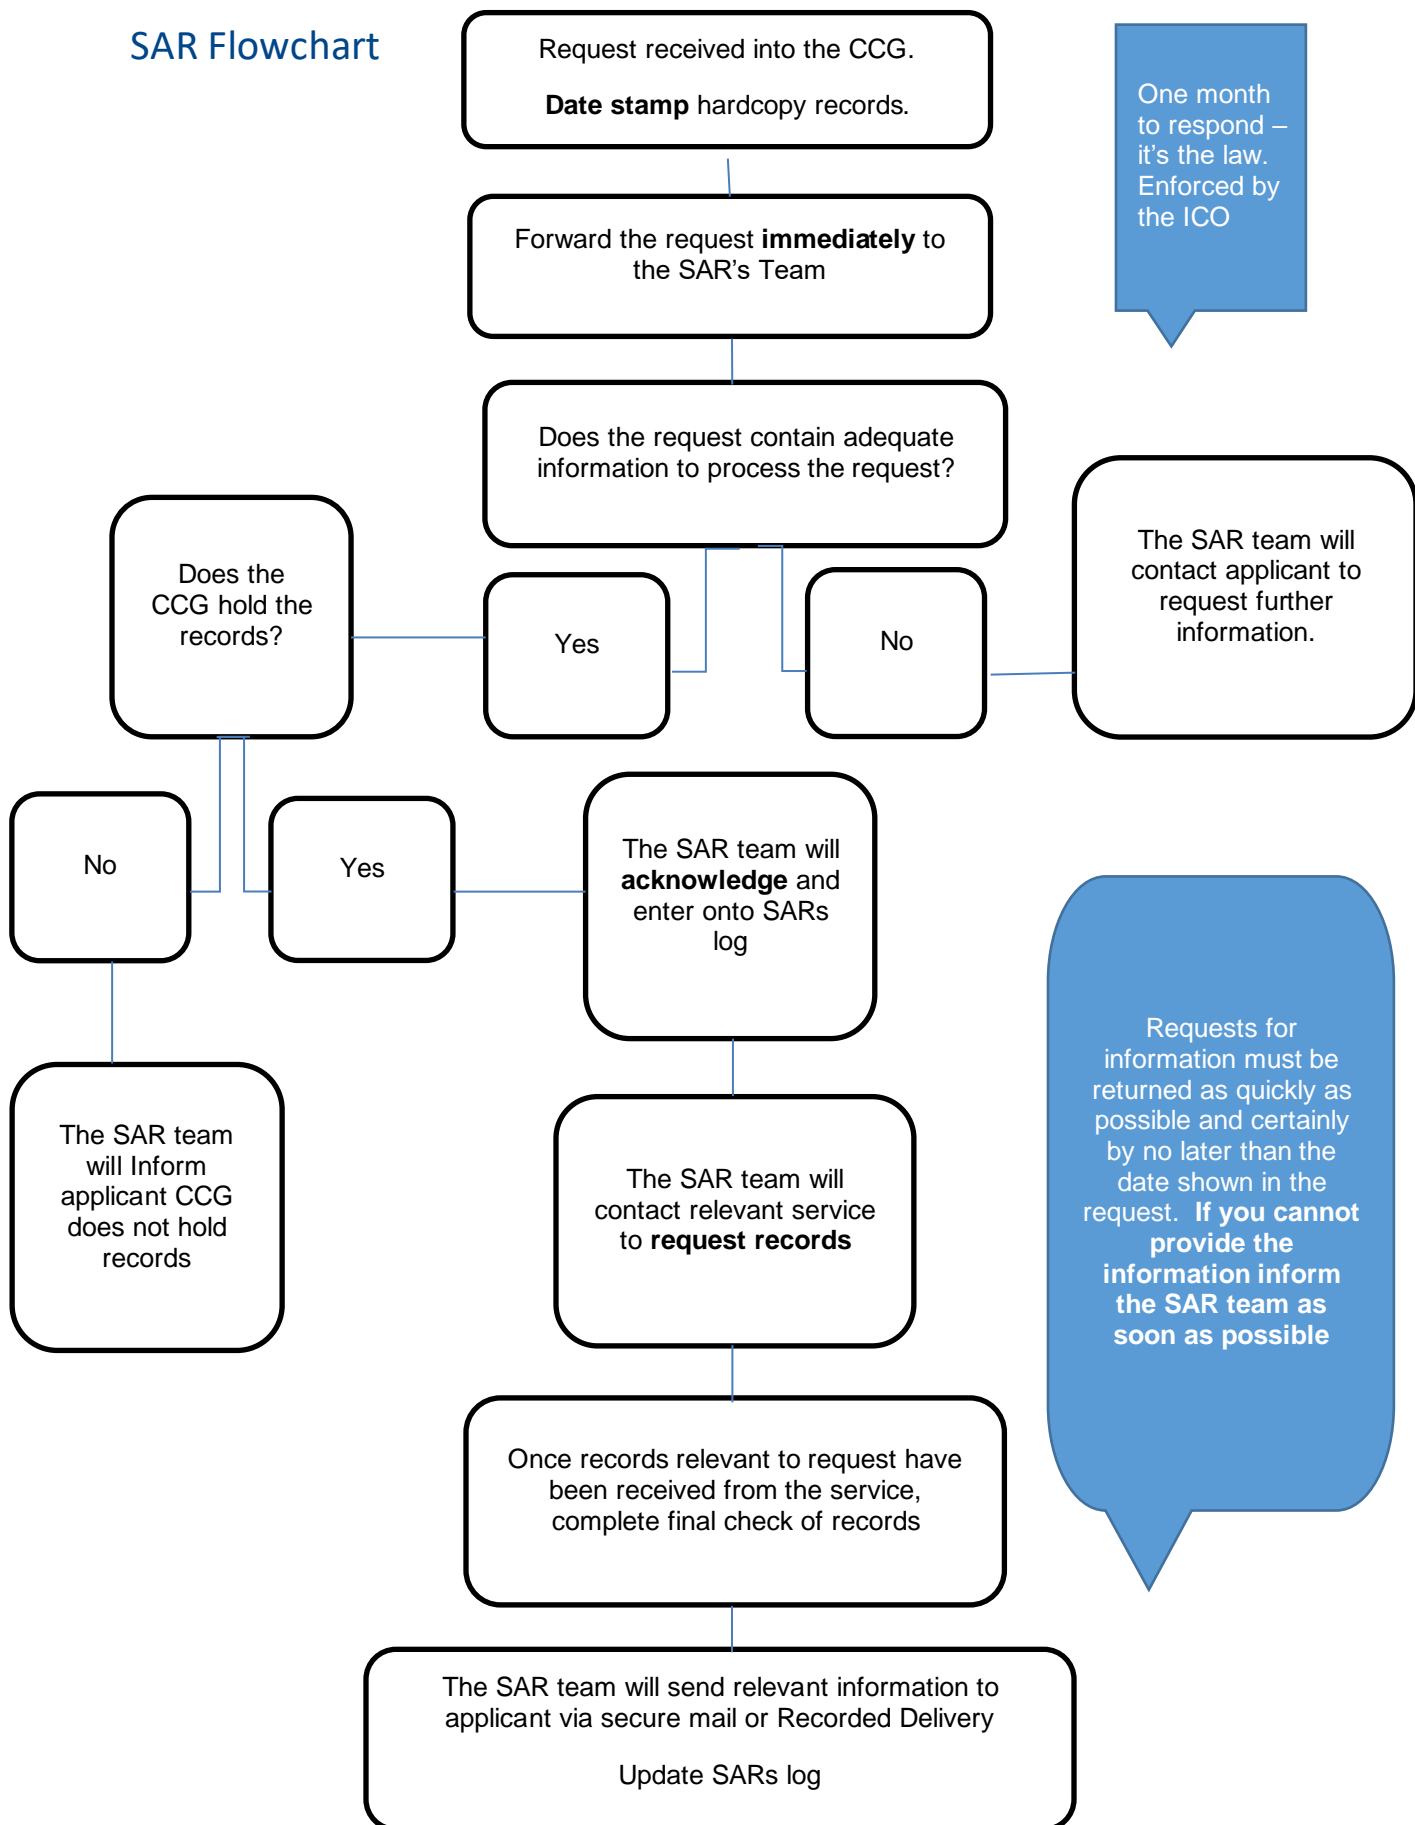 SAR Flowchart
Request received into the CCG.
Date stamp hardcopy records.
One month
to respond –
it's the law.
Enforced by
the ICO
Forward the request immediately to
the SAR's Team
Does the request contain adequate
information to process the request?
Does the
CCG hold the
records?
Yes
No
The SAR team will
contact applicant to
request further
information.
No
Yes
The SAR team will
acknowledge and
enter onto SARs
log
Requests for
information must be
returned as quickly as
possible and certainly
by no later than the
date shown in the
request.  If you cannot
provide the
information inform
the SAR team as
soon as possible
The SAR team
will Inform
applicant CCG
does not hold
records
The SAR team will
contact relevant service
to request records
Once records relevant to request have
been received from the service,
complete final check of records
The SAR team will send relevant information to
applicant via secure mail or Recorded Delivery
Update SARs log